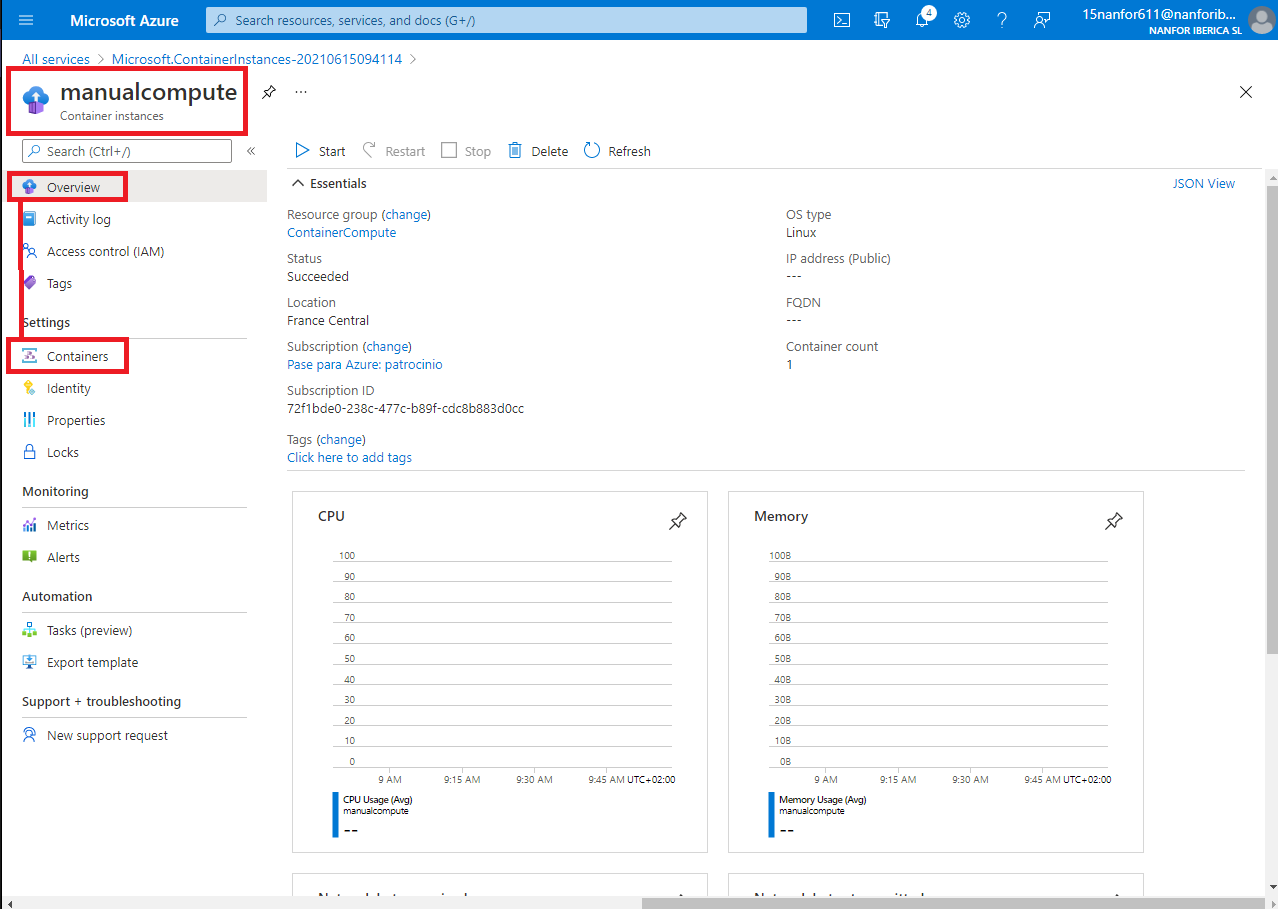 Microsoft Azure
Search resources, services, and docs (G+/)
4
15nanfor611@nanforib...
NANFOR IBERICA SL
All services > Microsoft.ContainerInstances-20210615094114 >
manualcompute
...
Container instances
Search (Ctrl+/)
«
Start
Restart
Stop
Delete
Refresh
Overview
Activity log
Access control (IAM)
Tags
Settings
Containers
Identity
Properties
Locks
Monitoring
Metrics
Alerts
Automation
Tasks (preview)
Export template
Support + troubleshooting
New support request
Essentials
JSON View
Resource group (change)
ContainerCompute
Status
Succeeded
Location
France Central
Subscription (change)
Pase para Azure: patrocinio
Subscription ID
72f1bde0-238c-477c-b89f-cdc8b883d0cc
Tags (change)
Click here to add tags
OS type
Linux
IP address (Public)
---
FQDN
---
Container count
1
CPU
100
90
80
70
60
50
40
30
20
10
0
9 AM 9:15 AM 9:30 AM 9:45 AM UTC+02:00
CPU Usage (Avg)
manualcompute
--
Memory
100B
90B
80B
70B
60B
50B
40B
30B
20B
10B
0B
9 AM 9:15 AM 9:30 AM 9:45 AM UTC+02:00
Memory Usage (Avg)
manualcompute
--